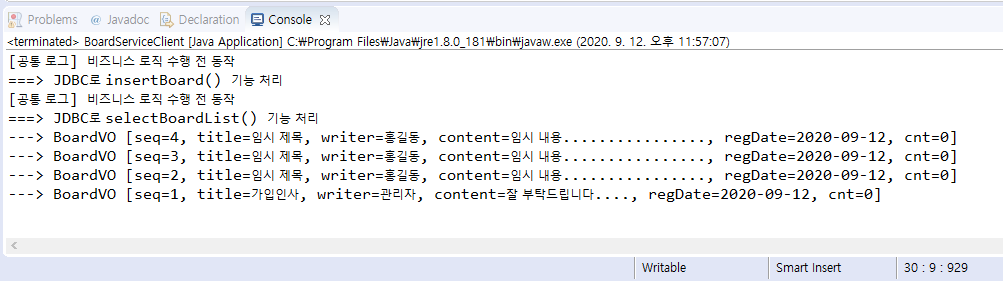 Problems @ Javadoc Declaration Console
<terminated> BoardServiceClient [Java Application] C:₩Program Files₩Java₩jre1.8.0_181₩bin₩javaw.exe (2020. 9. 12. 오후 11:57:07)
[공통 로그] 비즈니스 로직 수행 전 동작
===> JDBC로 insertBoard() 기능 처리
[공통 로그] 비즈니스 로직 수행 전 동작
===> JDBC로 selectBoardList() 기능 처리
---> BoardVO [seq=4, title=임시 제목, writer=홍길동, content=임시 내용................, regDate=2020-09-12, cnt=0]
---> BoardVO [seq=3, title=임시 제목, writer=홍길동, content=임시 내용................, regDate=2020-09-12, cnt=0]
---> BoardVO [seq=2, title=임시 제목, writer=홍길동, content=임시 내용................, regDate=2020-09-12, cnt=0]
---> BoardVO [seq=1, title=가입인사, writer=관리자, content=잘 부탁드립니다...., regDate=2020-09-12, cnt=0]
Writable Smart Insert 30 : 9 : 929